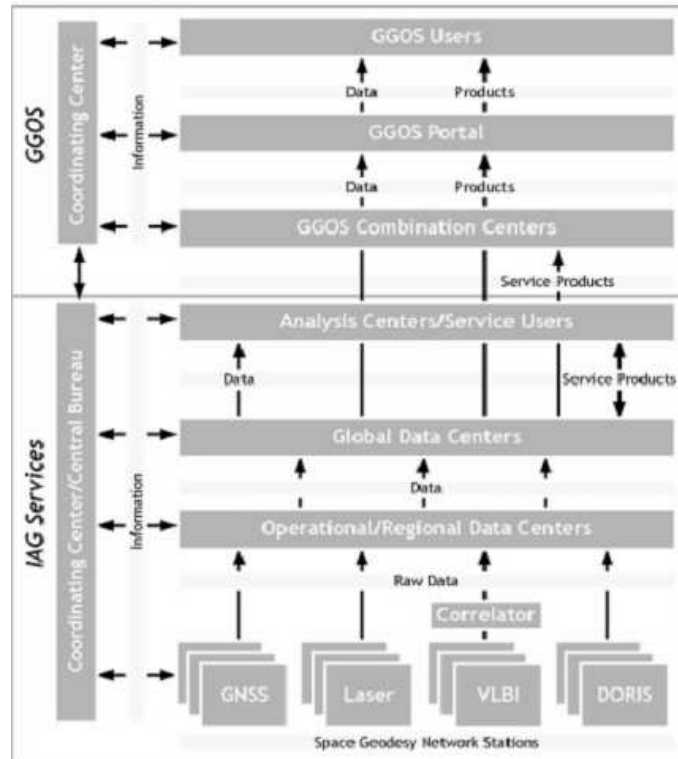 GGOS
Coordinating Center
Information
GGOS Users
Data
Products
GGOS Portal
Data
Products
GGOS Combination Centers
Service Products
IAG Services
Coordinating Center/Central Bureau
Information
Analysis Centers/Service Users
Data
Service Products
Global Data Centers
Data
Operational/Regional Data Centers
Raw Data
Correlator
GNSS
Laser
VLBI
DORIS
Space Geodesy Network Stations